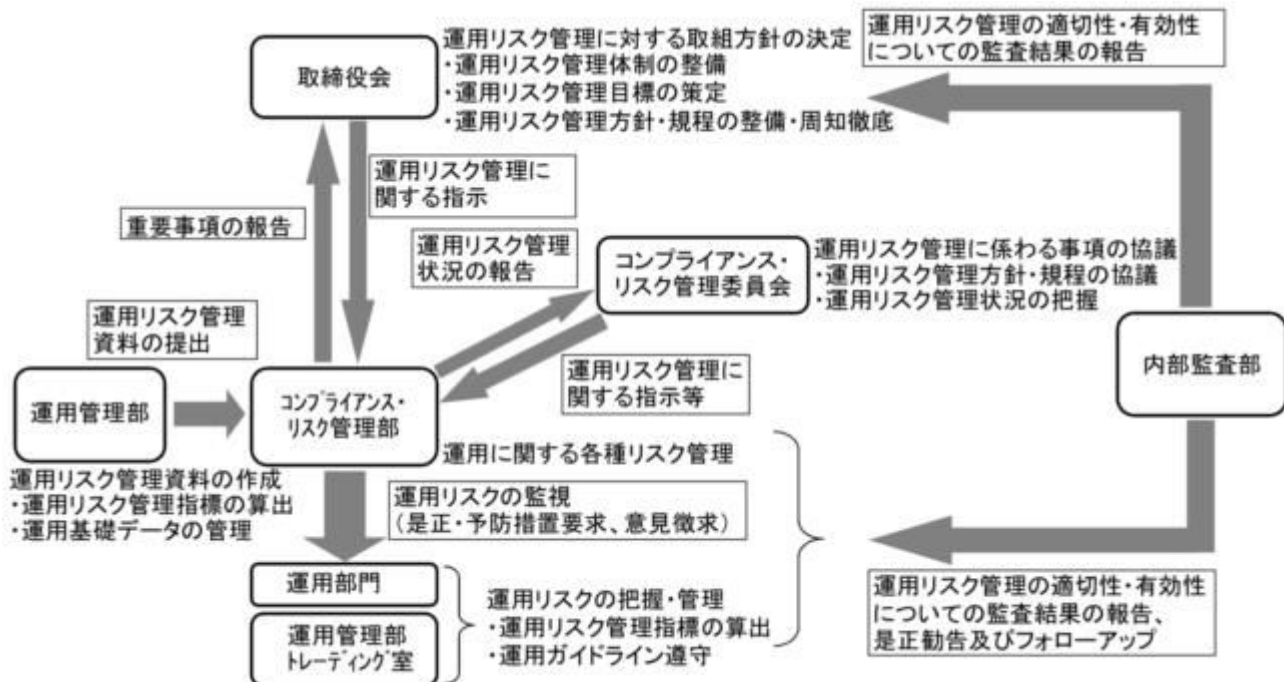 取締役会
運用リスク管理に対する取組方針の決定
・運用リスク管理体制の整備
・運用リスク管理目標の策定
・運用リスク管理方針・規程の整備・周知徹底
運用リスク管理の適切性・有効性
についての監査結果の報告
運用リスク管理に
関する指示
重要事項の報告
運用リスク管理
状況の報告
コンプライアンス・
リスク管理委員会
運用リスク管理に係わる事項の協議
・運用リスク管理方針・規程の協議
・運用リスク管理状況の把握
運用リスク管理
資料の提出
運用リスク管理に
関する指示等
内部監査部
運用管理部
コンプライアンス・
リスク管理部
運用に関する各種リスク管理
運用リスク管理資料の作成
・運用リスク管理指標の算出
・運用基礎データの管理
運用リスクの監視
（是正・予防措置要求、意見徴求）
運用部門
運用管理部
トレーディング室
運用リスクの把握・管理
・運用リスク管理指標の算出
・運用ガイドライン遵守
運用リスク管理の適切性・有効性
についての監査結果の報告、
是正勧告及びフォローアップ